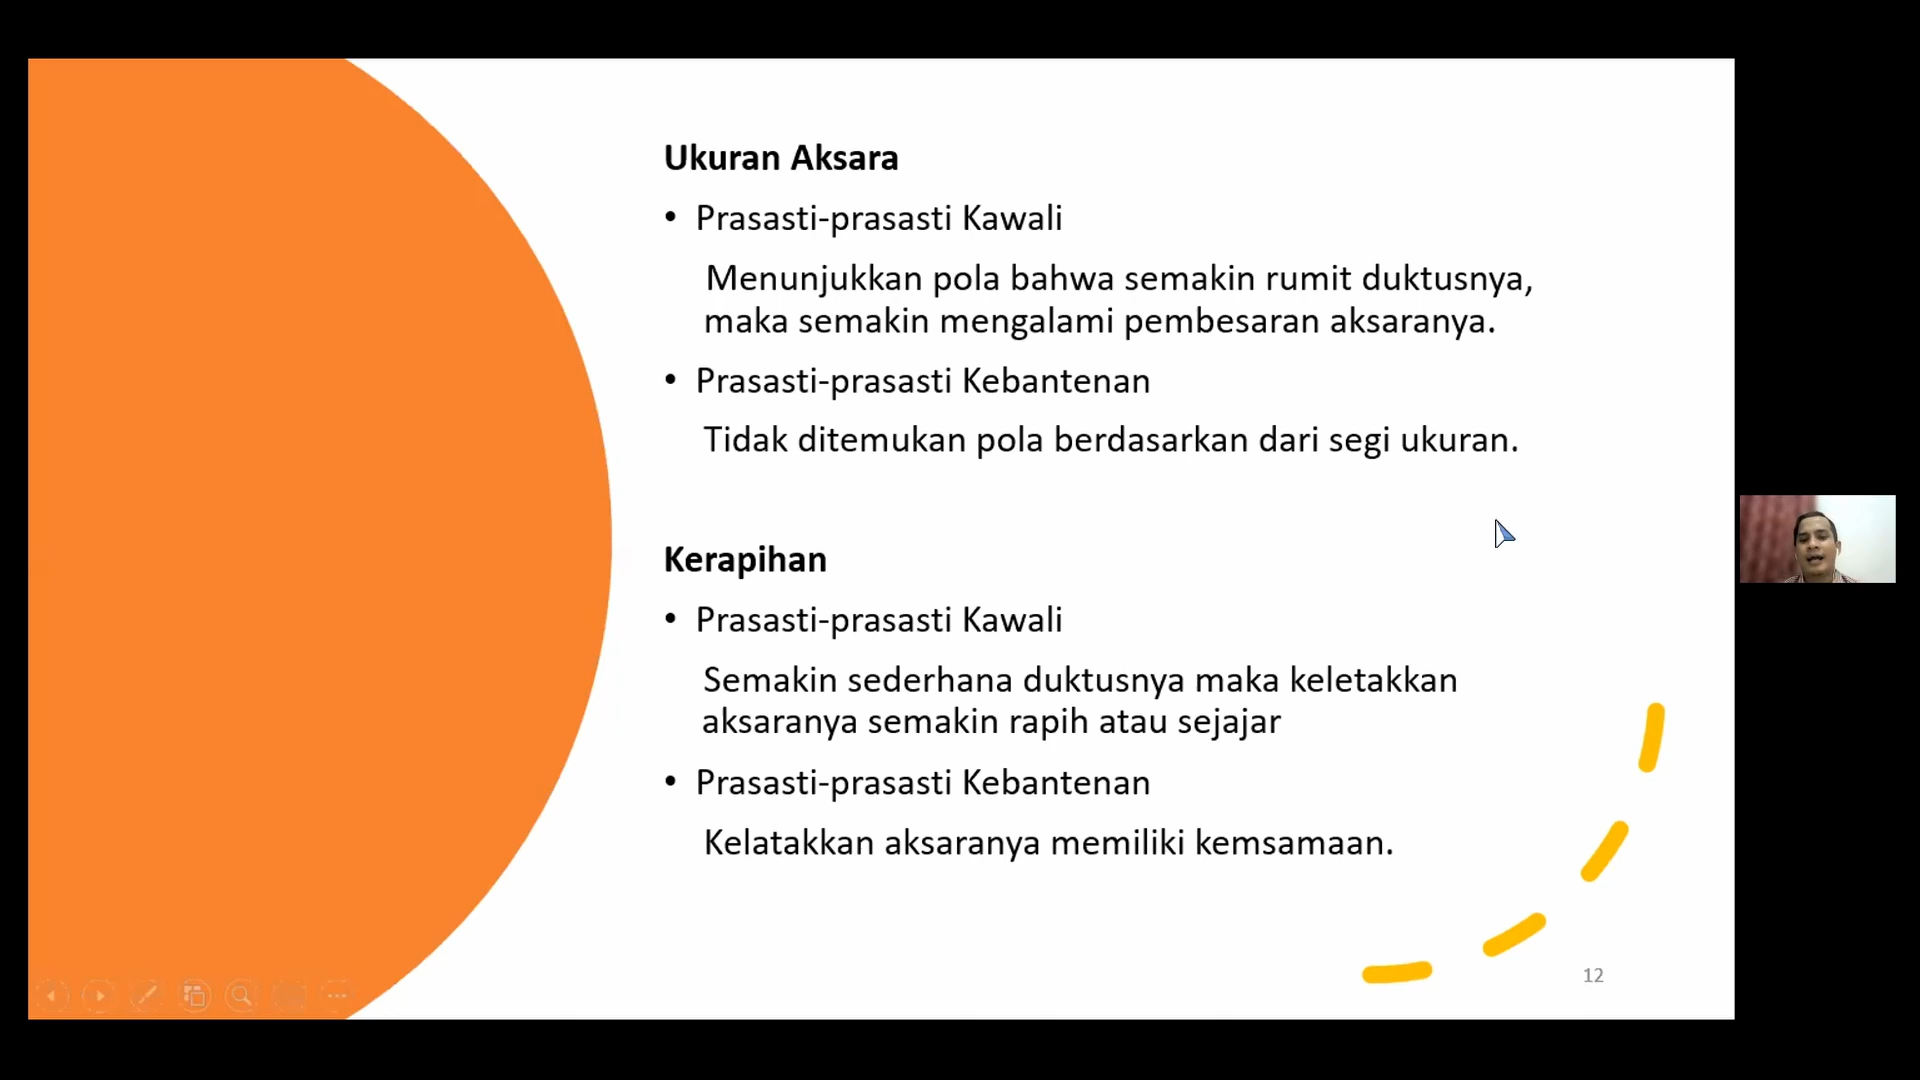 Ukuran Aksara
• Prasasti-prasasti Kawali
Menunjukkan pola bahwa semakin rumit duktusnya,
maka semakin mengalami pembesaran aksaranya.
• Prasasti-prasasti Kebantenan
Tidak ditemukan pola berdasarkan dari segi ukuran.
Kerapihan
• Prasasti-prasasti Kawali
Semakin sederhana duktusnya maka keletakkan
aksaranya semakin rapih atau sejajar
• Prasasti-prasasti Kebantenan
Kelatakkan aksaranya memiliki kemsamaan.
12